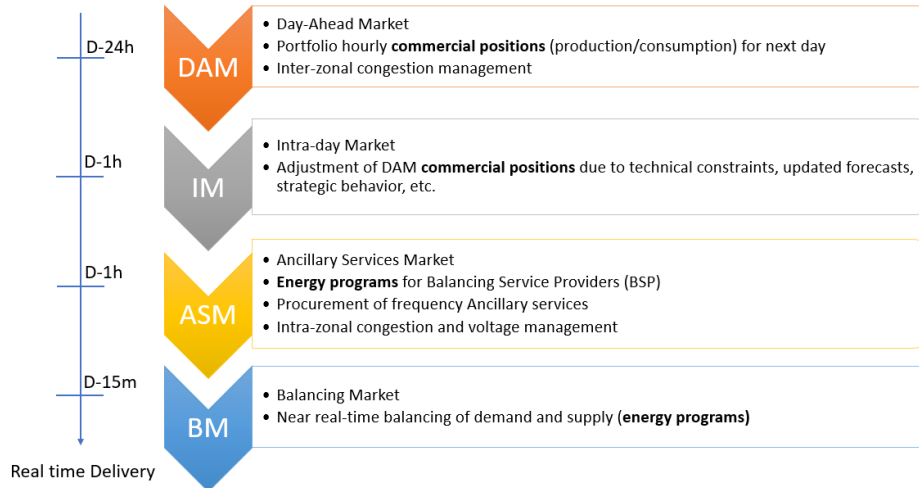 D-24h
DAM
• Day-Ahead Market
• Portfolio hourly commercial positions (production/consumption) for next day
• Inter-zonal congestion management
D-1h
IM
• Intra-day Market
• Adjustment of DAM commercial positions due to technical constraints, updated forecasts,
strategic behavior, etc.
D-1h
ASM
• Ancillary Services Market
• Energy programs for Balancing Service Providers (BSP)
• Procurement of frequency Ancillary services
• Intra-zonal congestion and voltage management
D-15m
BM
• Balancing Market
• Near real-time balancing of demand and supply (energy programs)
Real time Delivery